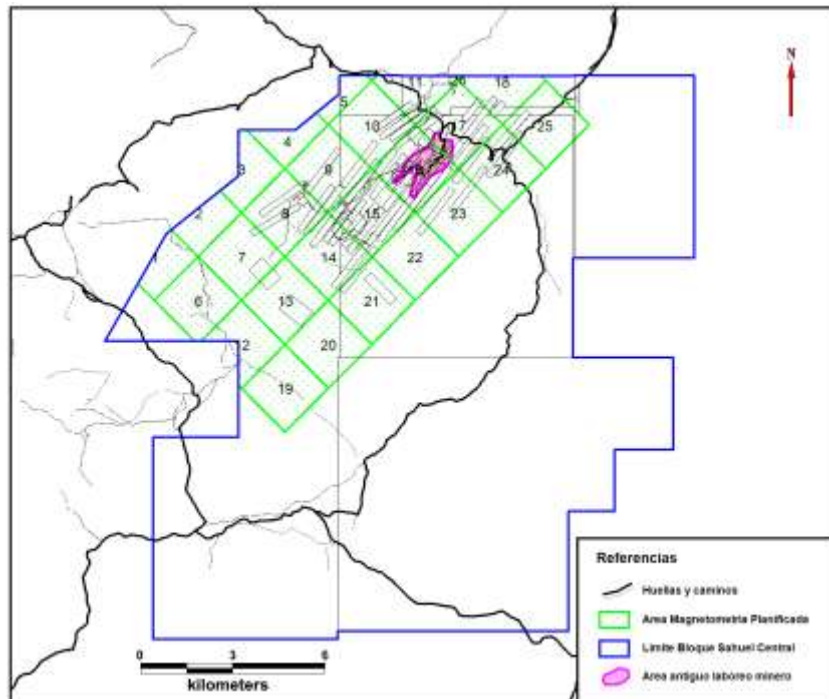 N
11 26 18
5
10 17 25
4
3 9 24
2 8 15 23
1 7 14 22
6 13 21
12 20
19
0 3 6
kilometers
Referencias
Huellas y caminos
Area Magnetometría Planificada
Limite Bloque Sahuel Central
Area antiguo laboreo minero